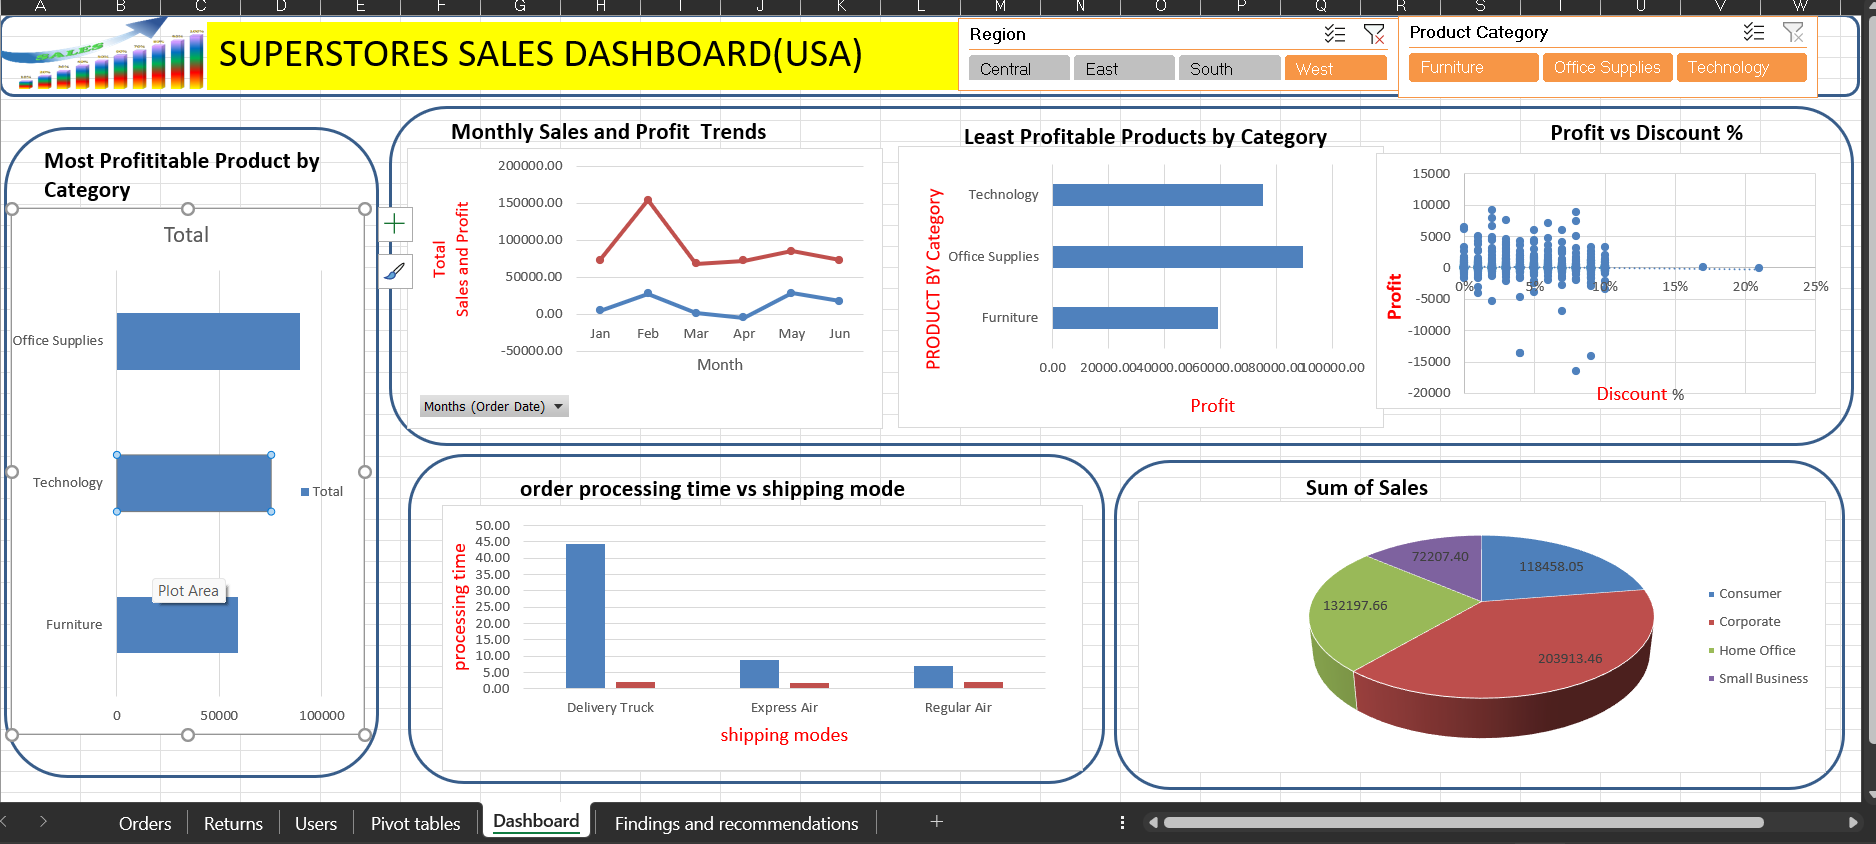 A B C D E F G H I J K L M N O P Q R S T U V W
SALES
SUPERSTORES SALES DASHBOARD(USA)
Region
Central East South West
Product Category
Furniture Office Supplies Technology
Most Profititable Product by
Category
Total
Office Supplies
Technology
Furniture
Total
Plot Area
0 50000 100000
Monthly Sales and Profit Trends
Total
Sales and Profit
200000.00
150000.00
100000.00
50000.00
0.00
-50000.00
Jan Feb Mar Apr May Jun
Month
Months (Order Date)
Least Profitable Products by Category
PRODUCT BY Category
Technology
Office Supplies
Furniture
0.00 20000.00 40000.00 60000.00 80000.00 100000.00
Profit
Profit vs Discount %
Profit
15000
10000
5000
0
-5000
-10000
-15000
-20000
0% 5% 10% 15% 20% 25%
Discount %
order processing time vs shipping mode
processing time
50.00
45.00
40.00
35.00
30.00
25.00
20.00
15.00
10.00
5.00
0.00
Delivery Truck Express Air Regular Air
shipping modes
Sum of Sales
72207.40
118458.05
132197.66
203913.46
Consumer
Corporate
Home Office
Small Business
Orders Returns Users Pivot tables Dashboard Findings and recommendations